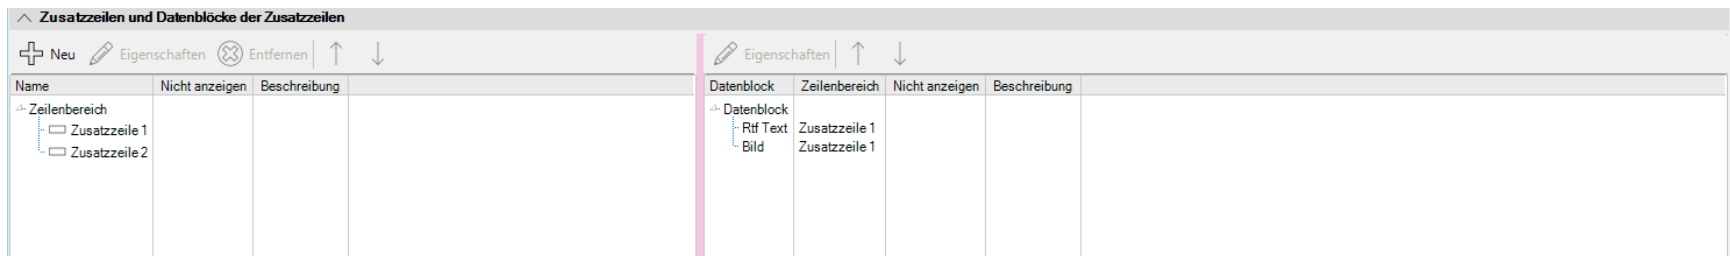 Zusatzzeilen und Datenblöcke der Zusatzzeilen
Neu Eigenschaften Entfernen
Name Nicht anzeigen Beschreibung
Zeilenbereich
Zusatzzeile 1
Zusatzzeile 2
Eigenschaften
Datenblock Zeilenbereich Nicht anzeigen Beschreibung
Datenblock
Rtf Text Zusatzzeile 1
Bild Zusatzzeile 1